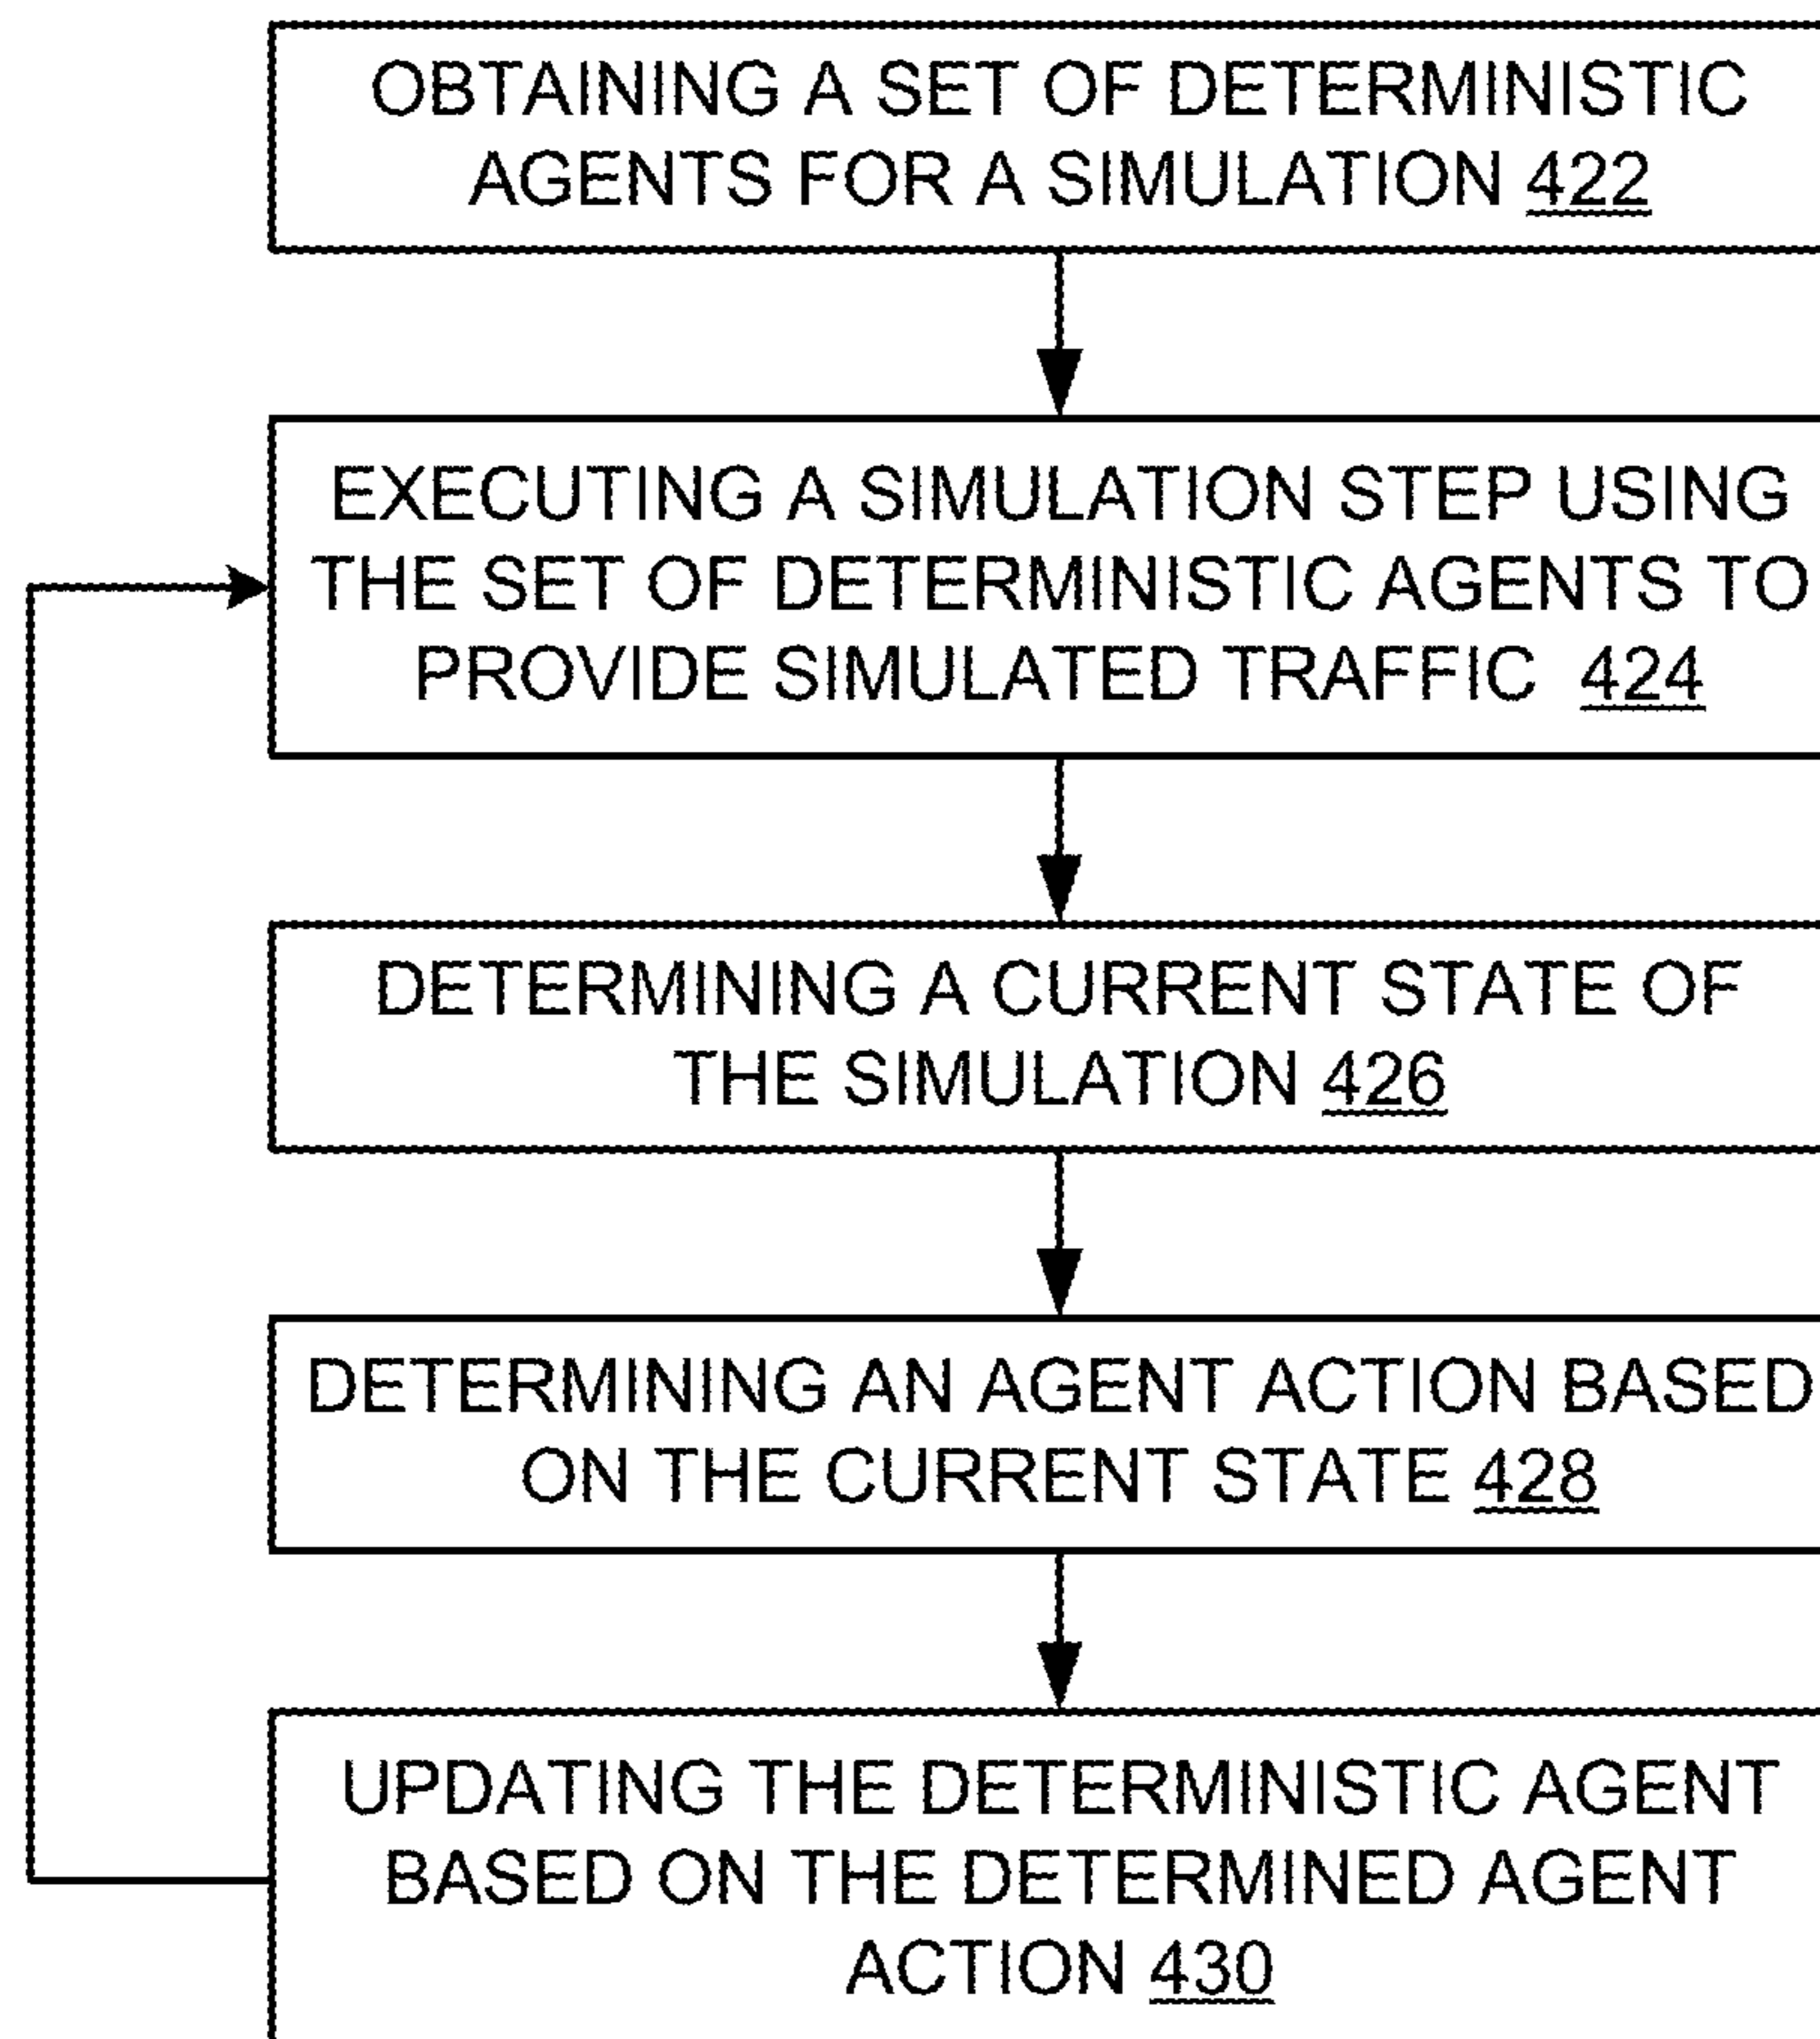 OBTAINING A SET OF DETERMINISTIC
AGENTS FOR A SIMULATION 422
EXECUTING A SIMULATION STEP USING
THE SET OF DETERMINISTIC AGENTS TO
PROVIDE SIMULATED TRAFFIC 424
DETERMINING A CURRENT STATE OF
THE SIMULATION 426
DETERMINING AN AGENT ACTION BASED
ON THE CURRENT STATE 428
UPDATING THE DETERMINISTIC AGENT
BASED ON THE DETERMINED AGENT
ACTION 430